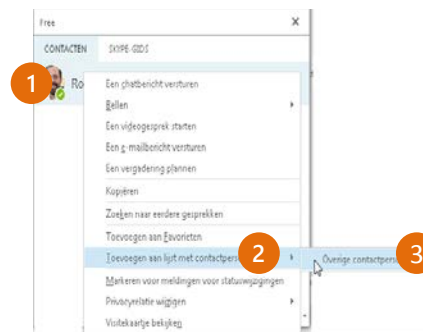 Free
CONTACTEN SKYPE-GIDS
1
Ro
Een chatbericht versturen
Bellen
Een videogesprek starten
Een e-mailbericht versturen
Een vergadering plannen
Kopiëren
Zoeken naar eerdere gesprekken
Toevoegen aan Favorieten
Toevoegen aan lijst met contactpers 2
Overige contactperso 3
Markeren voor meldingen voor statuswijzigingen
Privacyrelatie wijzigen
Visitekaartje bekijken